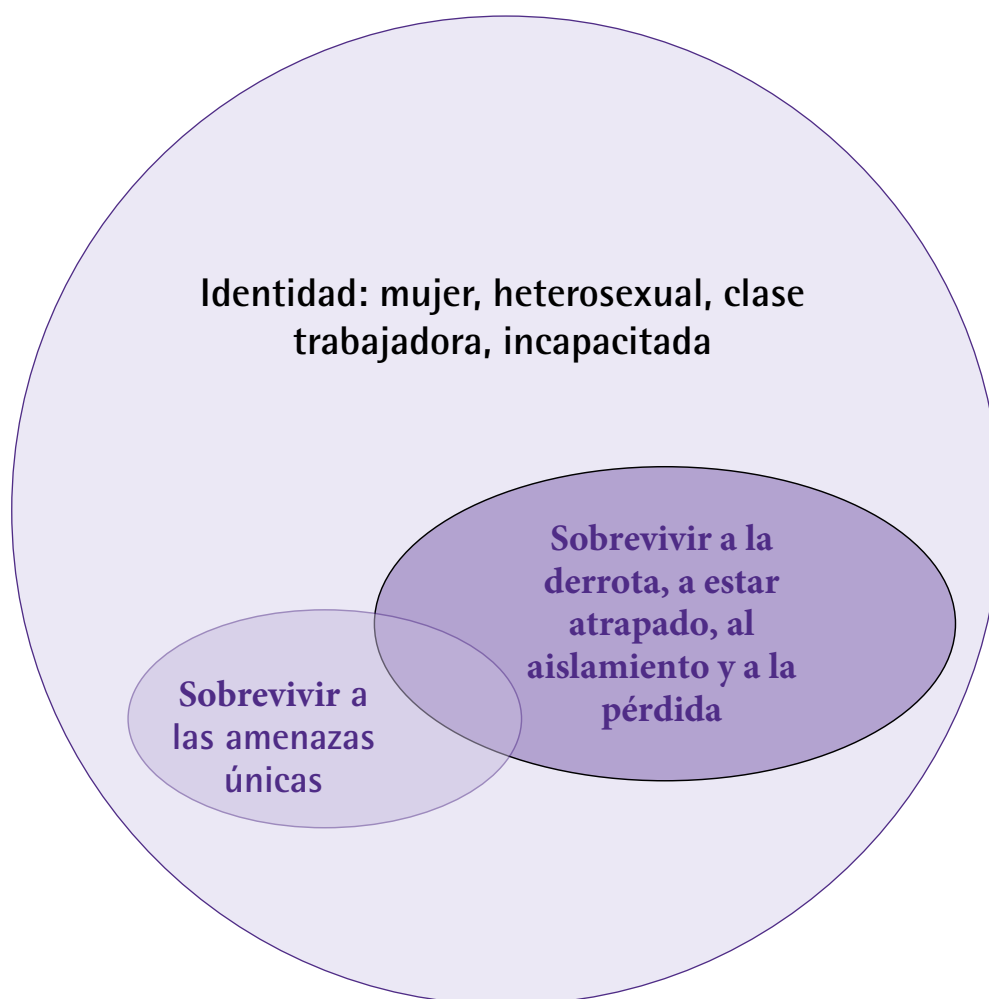 Identidad: mujer, heterosexual, clase
trabajadora, incapacitada
Sobrevivir a la
derrota, a estar
atrapado, al
aislamiento y a la
pérdida
Sobrevivir a
las amenazas
únicas